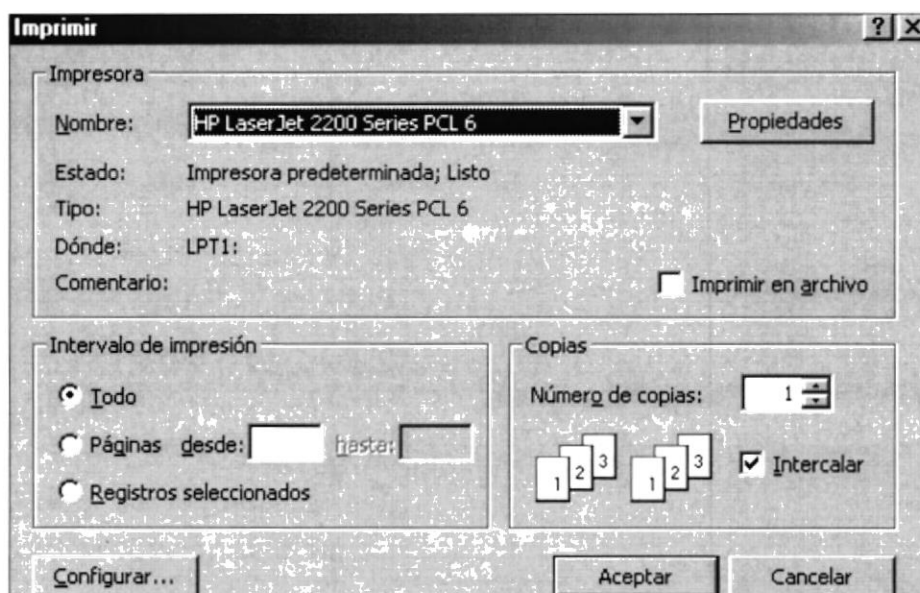 Imprimir
Impresora
Nombre: HP LaserJet 2200 Series PCL 6 Propiedades
Estado: Impresora predeterminada; Listo
Tipo: HP LaserJet 2200 Series PCL 6
Dónde: LPT1:
Comentario: Imprimir en archivo
Intervalo de impresión
Todo
Páginas desde: hasta:
Registros seleccionados
Copias
Número de copias: 1
1 2 3 1 2 3 Intercalar
Configurar... Aceptar Cancelar